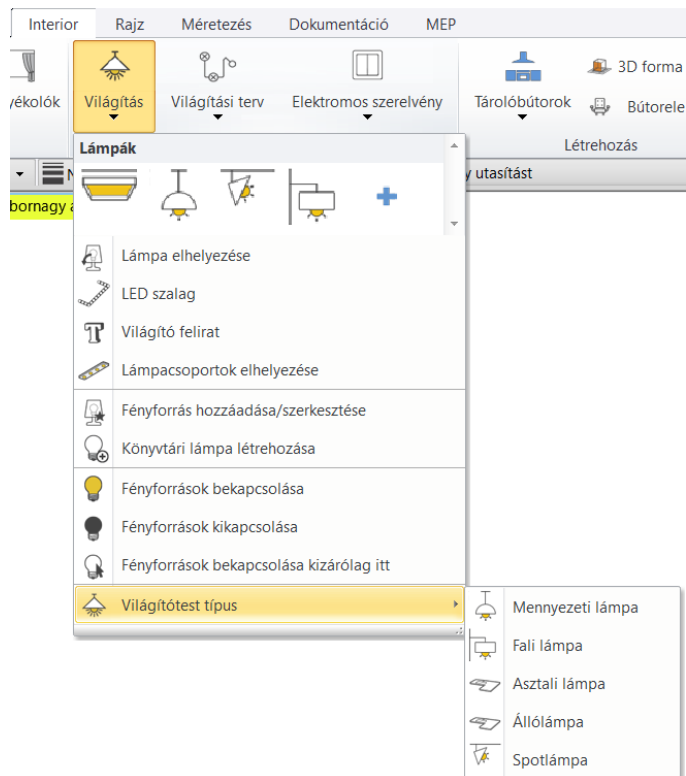 Interior Rajz Méretezés Dokumentáció MEP
3D forma
Világítás Világítási terv Elektromos szerelvény Tárolóbútorok
Létrehozás
Lámpák
y utasítást
bornagy
Lámpa elhelyezése
LED szalag
Világító felirat
Lámpacsoportok elhelyezése
Fényforrás hozzáadása/szerkesztése
Könyvtári lámpa létrehozása
Fényforrások bekapcsolása
Fényforrások kikapcsolása
Fényforrások bekapcsolása kizárólag itt
Világítótest típus
Mennyezeti lámpa
Fali lámpa
Asztali lámpa
Állólámpa
Spotlámpa